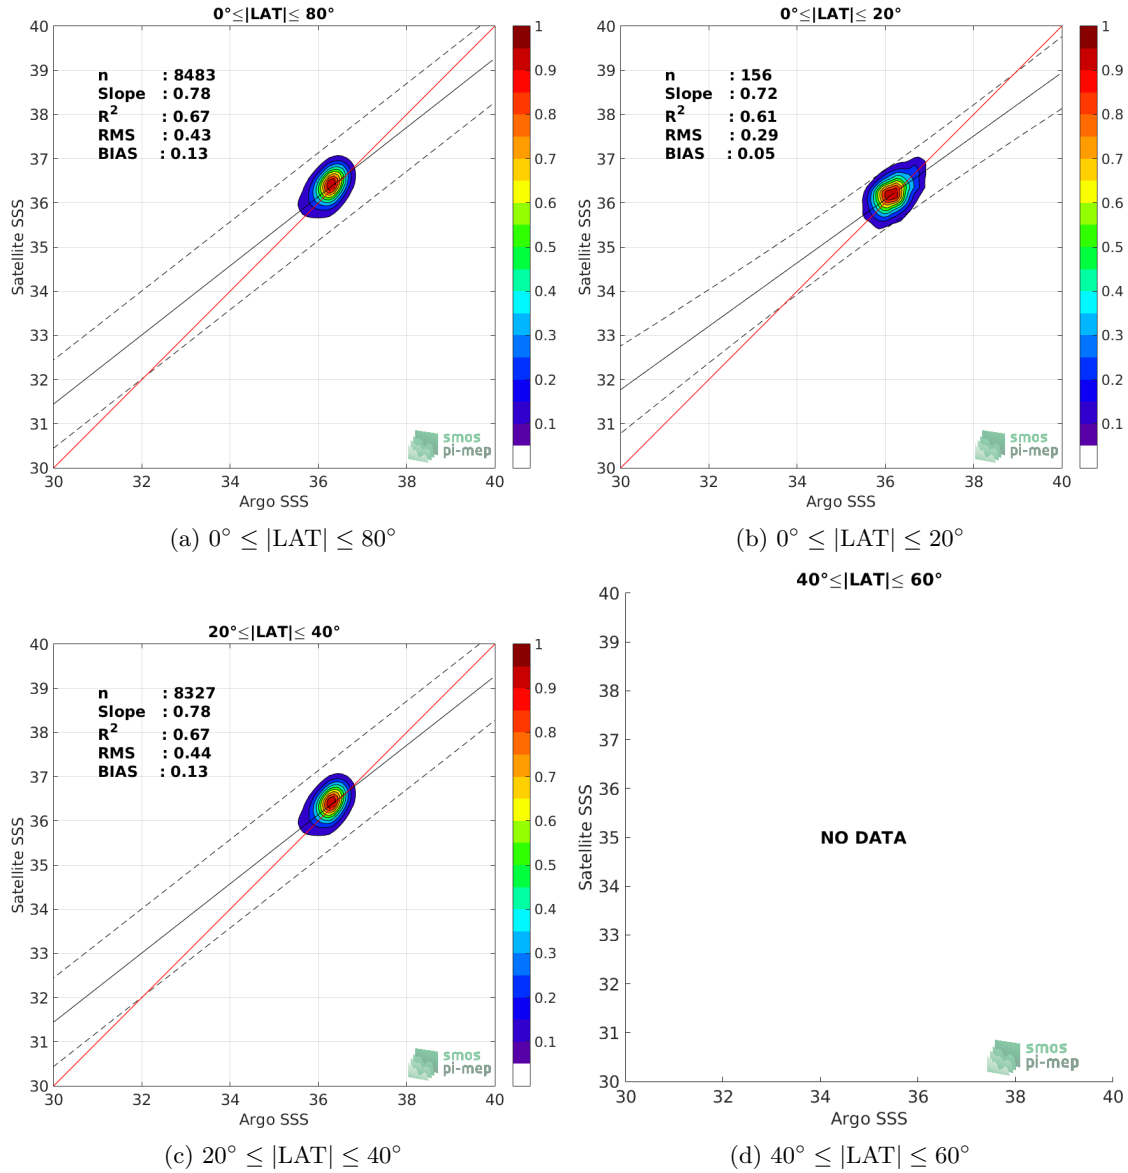 0°≤|LAT|≤ 80°
40
39
38
37
36
35
34
33
32
31
30
Satellite SSS
n : 8483
Slope : 0.78
R2 : 0.67
RMS : 0.43
BIAS : 0.13
smos
pi-mep
30 32 34 36 38 40
Argo SSS
1
0.9
0.8
0.7
0.6
0.5
0.4
0.3
0.2
0.1
(a) 0° ≤ |LAT| ≤ 80°
0°≤|LAT|≤ 20°
40
39
38
37
36
35
34
33
32
31
30
Satellite SSS
n : 156
Slope : 0.72
R2 : 0.61
RMS : 0.29
BIAS : 0.05
smos
pi-mep
30 32 34 36 38 40
Argo SSS
1
0.9
0.8
0.7
0.6
0.5
0.4
0.3
0.2
0.1
(b) 0° ≤ |LAT| ≤ 20°
20°≤|LAT|≤ 40°
40
39
38
37
36
35
34
33
32
31
30
Satellite SSS
n : 8327
Slope : 0.78
R2 : 0.67
RMS : 0.44
BIAS : 0.13
smos
pi-mep
30 32 34 36 38 40
Argo SSS
1
0.9
0.8
0.7
0.6
0.5
0.4
0.3
0.2
0.1
(c) 20° ≤ |LAT| ≤ 40°
40°≤|LAT|≤ 60°
40
39
38
37
36
35
34
33
32
31
30
Satellite SSS
NO DATA
smos
pi-mep
30 32 34 36 38 40
Argo SSS
(d) 40° ≤ |LAT| ≤ 60°